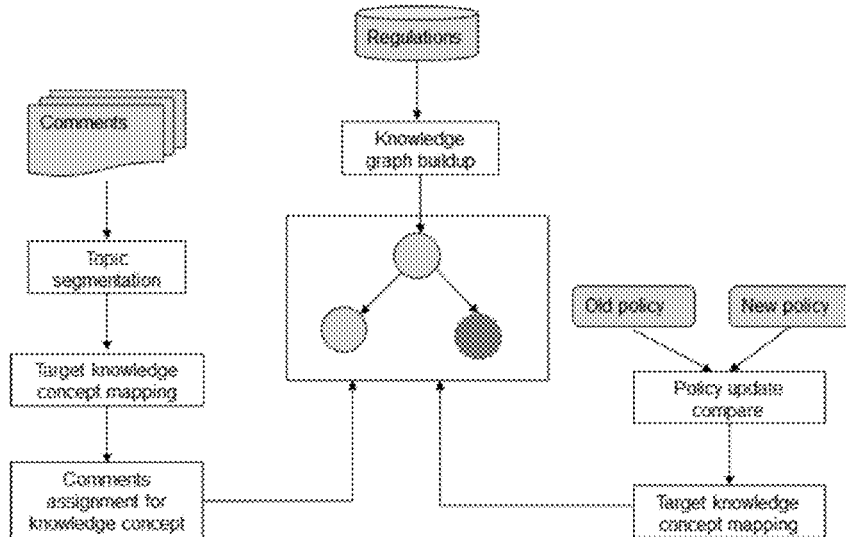 Regulations
Comments
Knowledge
graph buildup
Topic
segmentation
Old policy
New policy
Target knowledge
concept mapping
Policy update
compare
Comments
assignment for
knowledge concept
Target knowledge
concept mapping